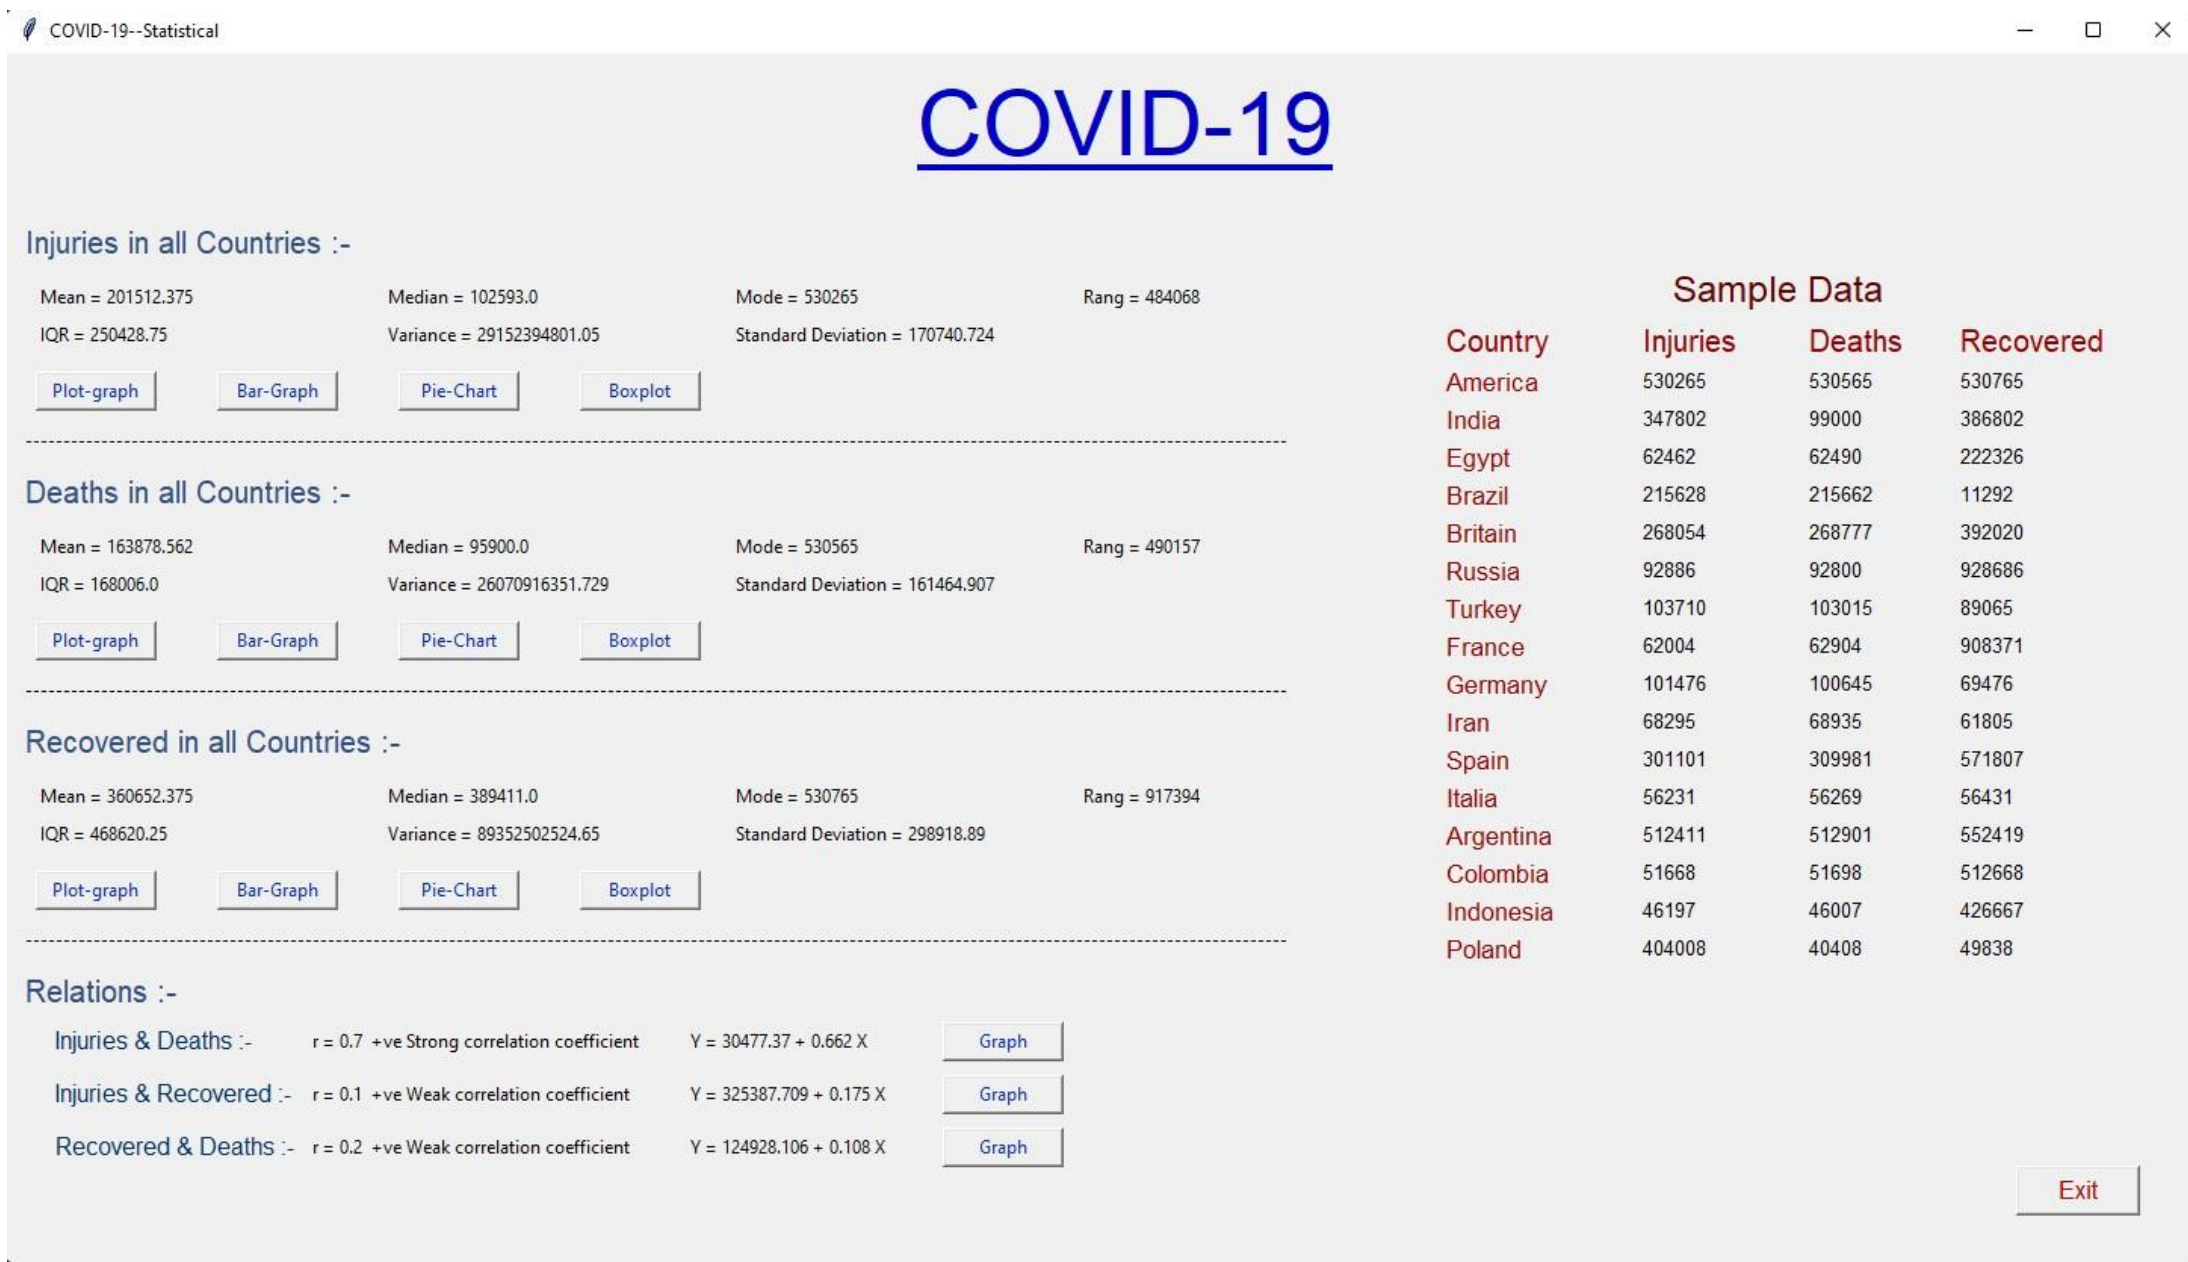 COVID-19--Statistical
COVID-19
Injuries in all Countries :-
Mean = 201512.375 Median = 102593.0 Mode = 530265 Rang = 484068
IQR = 250428.75 Variance = 29152394801.05 Standard Deviation = 170740.724
Plot-graph Bar-Graph Pie-Chart Boxplot
Deaths in all Countries :-
Mean = 163878.562 Median = 95900.0 Mode = 530565 Rang = 490157
IQR = 168006.0 Variance = 26070916351.729 Standard Deviation = 161464.907
Plot-graph Bar-Graph Pie-Chart Boxplot
Recovered in all Countries :-
Mean = 360652.375 Median = 389411.0 Mode = 530765 Rang = 917394
IQR = 468620.25 Variance = 89352502524.65 Standard Deviation = 298918.89
Plot-graph Bar-Graph Pie-Chart Boxplot
Relations :-
Injuries & Deaths :- r = 0.7 +ve Strong correlation coefficient Y = 30477.37 + 0.662 X Graph
Injuries & Recovered :- r = 0.1 +ve Weak correlation coefficient Y = 325387.709 + 0.175 X Graph
Recovered & Deaths :- r = 0.2 +ve Weak correlation coefficient Y = 124928.106 + 0.108 X Graph
Sample Data
Country Injuries Deaths Recovered
America 530265 530565 530765
India 347802 99000 386802
Egypt 62462 62490 222326
Brazil 215628 215662 11292
Britain 268054 268777 392020
Russia 92886 92800 928686
Turkey 103710 103015 89065
France 62004 62904 908371
Germany 101476 100645 69476
Iran 68295 68935 61805
Spain 301101 309981 571807
Italia 56231 56269 56431
Argentina 512411 512901 552419
Colombia 51668 51698 512668
Indonesia 46197 46007 426667
Poland 404008 40408 49838
Exit